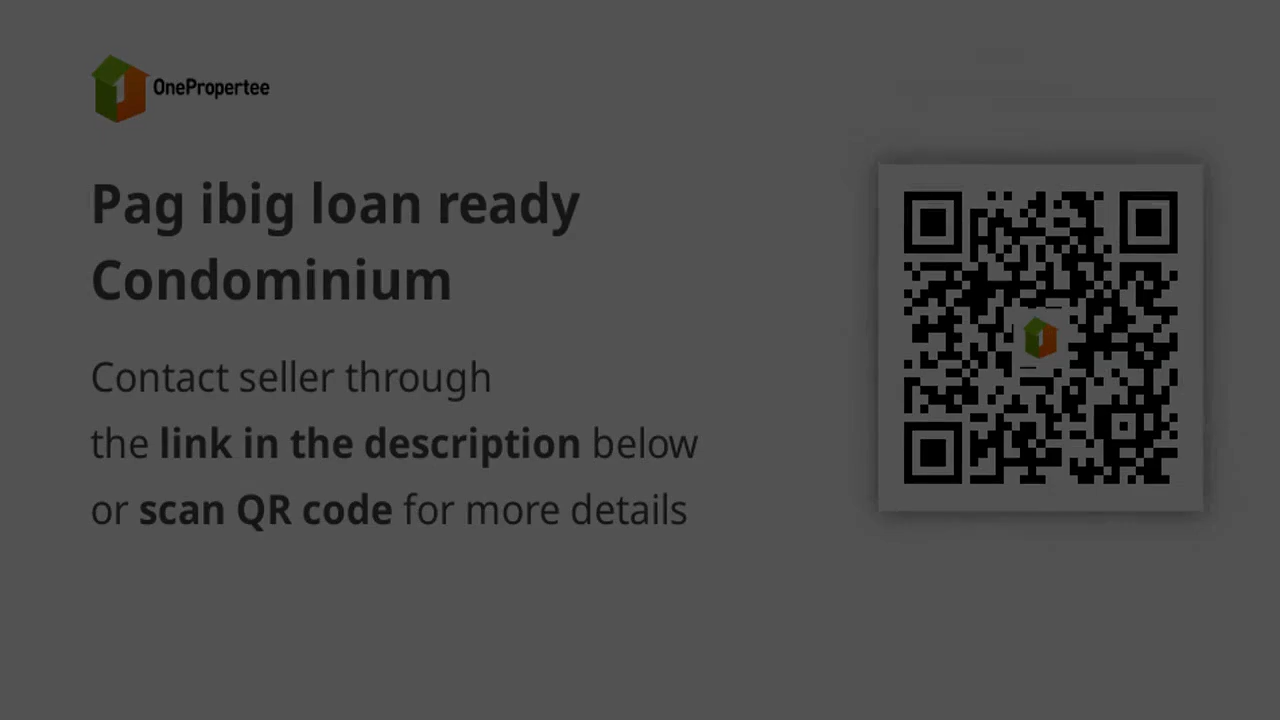 OnePropertee
Pag ibig loan ready
Condominium
Contact seller through
the link in the description below
or scan QR code for more details